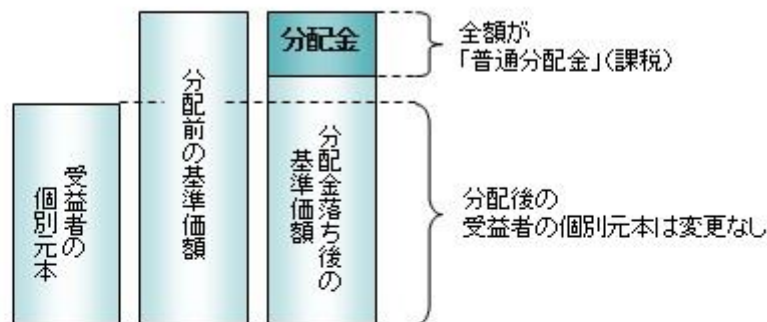 受益者の
個別元本
分配前の基準価額
分配金
分配金落ち後の
基準価額
全額が
「普通分配金」(課税)
分配後の
受益者の個別元本は変更なし